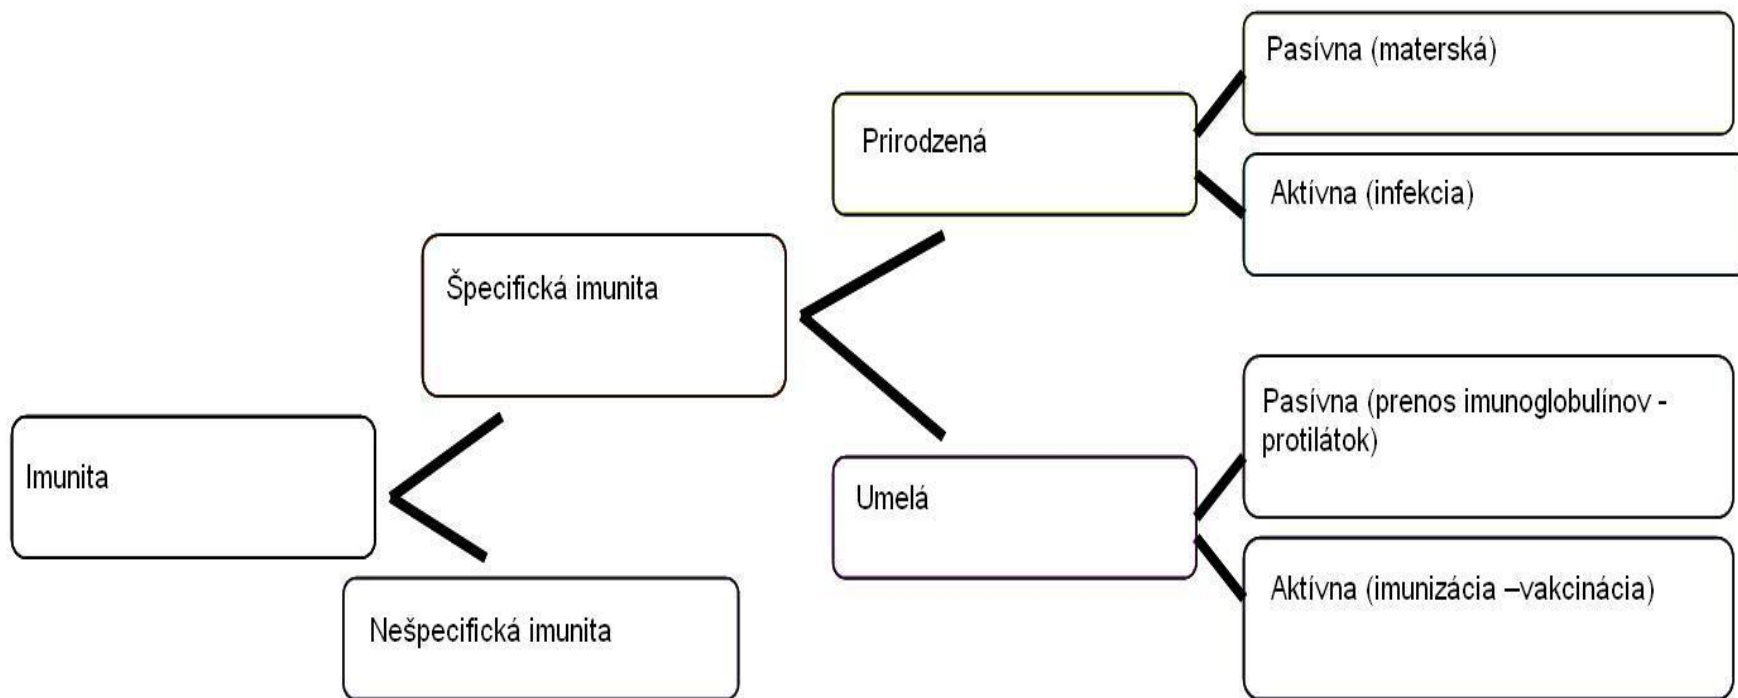 Pasívna (materská)
Prirodzená
Aktívna (infekcia)
Špecifická imunita
Pasívna (prenos imunoglobulínov -
protilátok)
Imunita
Umelá
Aktívna (imunizácia –vakcinácia)
Nešpecifická imunita